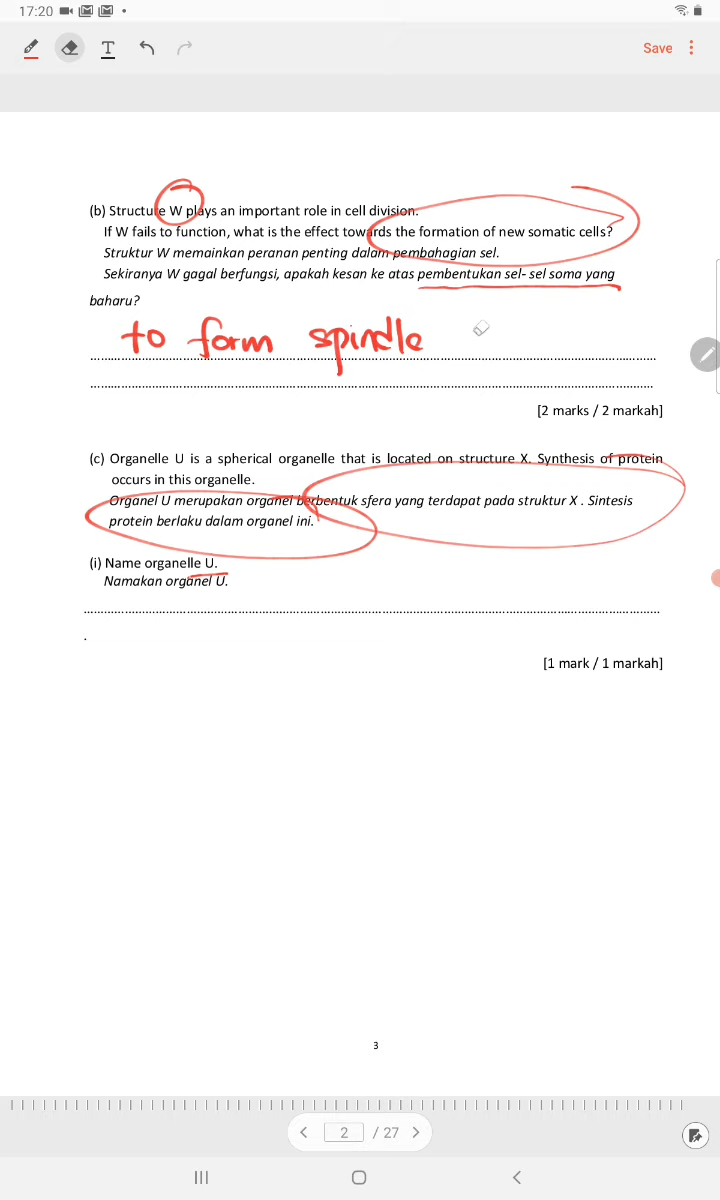 17:20
T
Save
(b) Structure W plays an important role in cell division.
If W fails to function, what is the effect towards the formation of new somatic cells?
Struktur W memainkan peranan penting dalam pembahagian sel.
Sekiranya W gagal berfungsi, apakah kesan ke atas pembentukan sel- sel soma yang
baharu?
to form spindle
[2 marks / 2 markah]
(c) Organelle U is a spherical organelle that is located on structure X. Synthesis of protein
occurs in this organelle.
Organel U merupakan organel berbentuk sfera yang terdapat pada struktur X . Sintesis
protein berlaku dalam organel ini.
(i) Name organelle U.
Namakan organel U.
[1 mark / 1 markah]
3
2 / 27